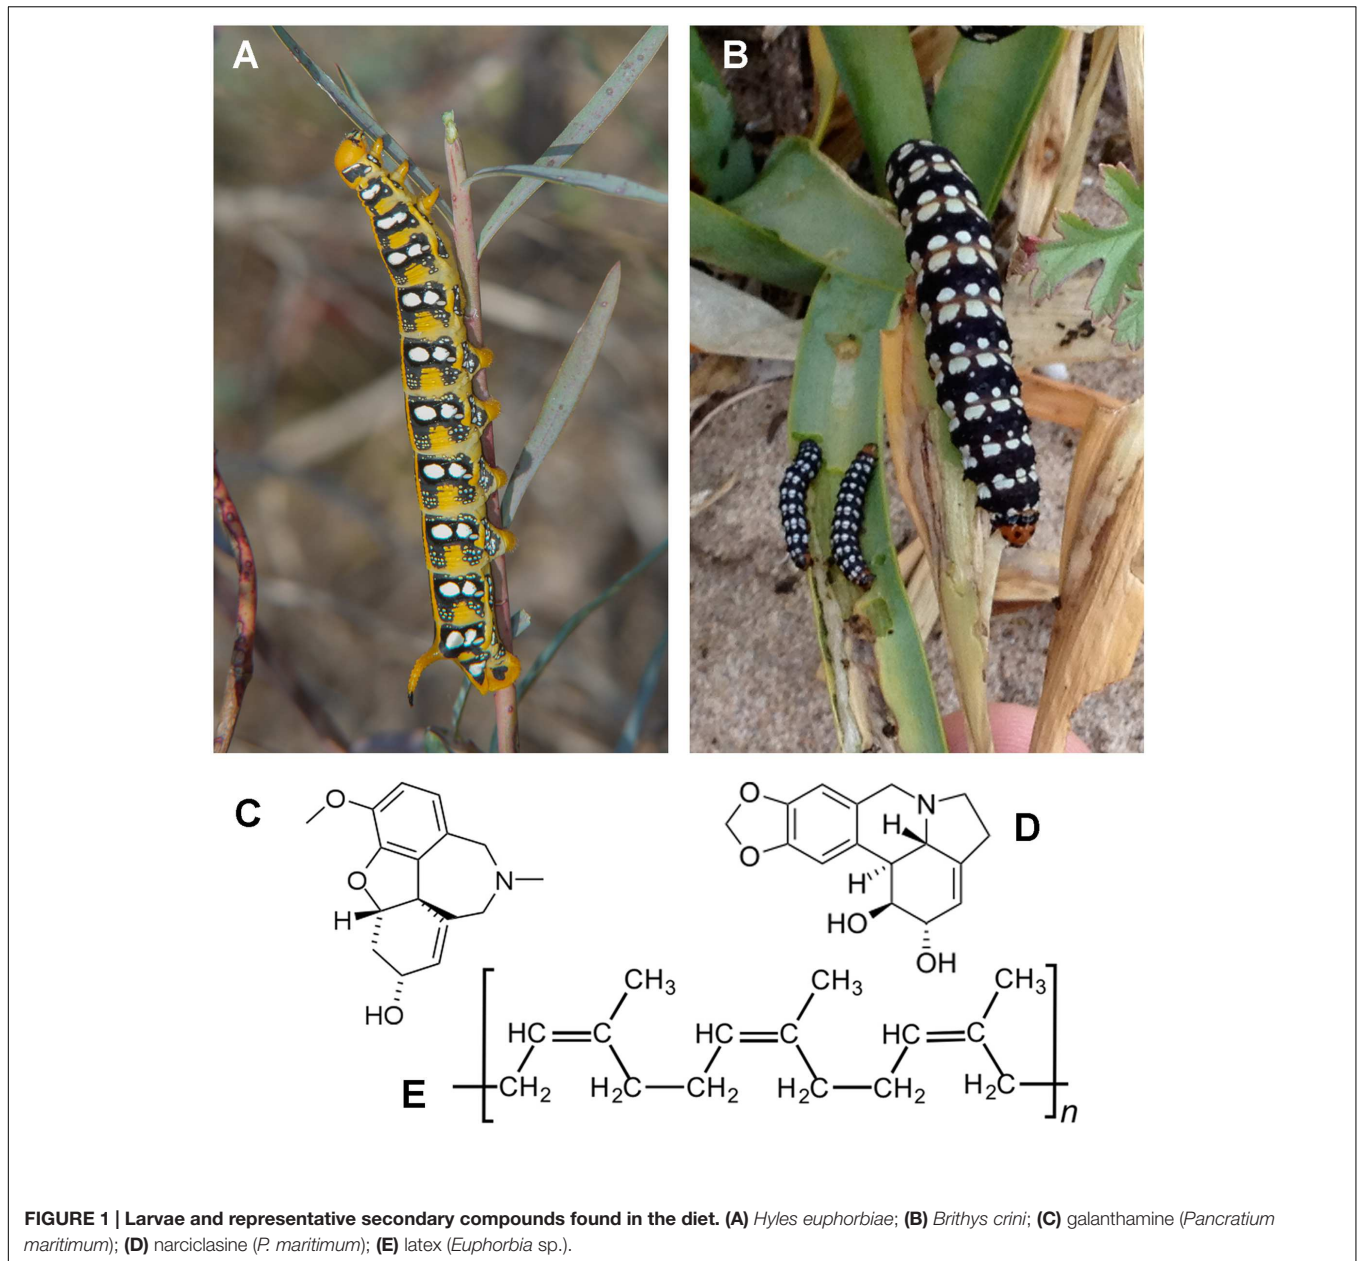 A
B
C
O
O
H
N
HO
D
O
O
N
H
H
HO
OH
E
CH3 CH3 CH3
HC C HC C HC C
CH2 H2C CH2 H2C CH2 H2C
n
FIGURE 1 | Larvae and representative secondary compounds found in the diet. (A) Hyles euphorbiae; (B) Brithys crini; (C) galanthamine (Pancratium
maritimum); (D) narciclasine (P. maritimum); (E) latex (Euphorbia sp.).